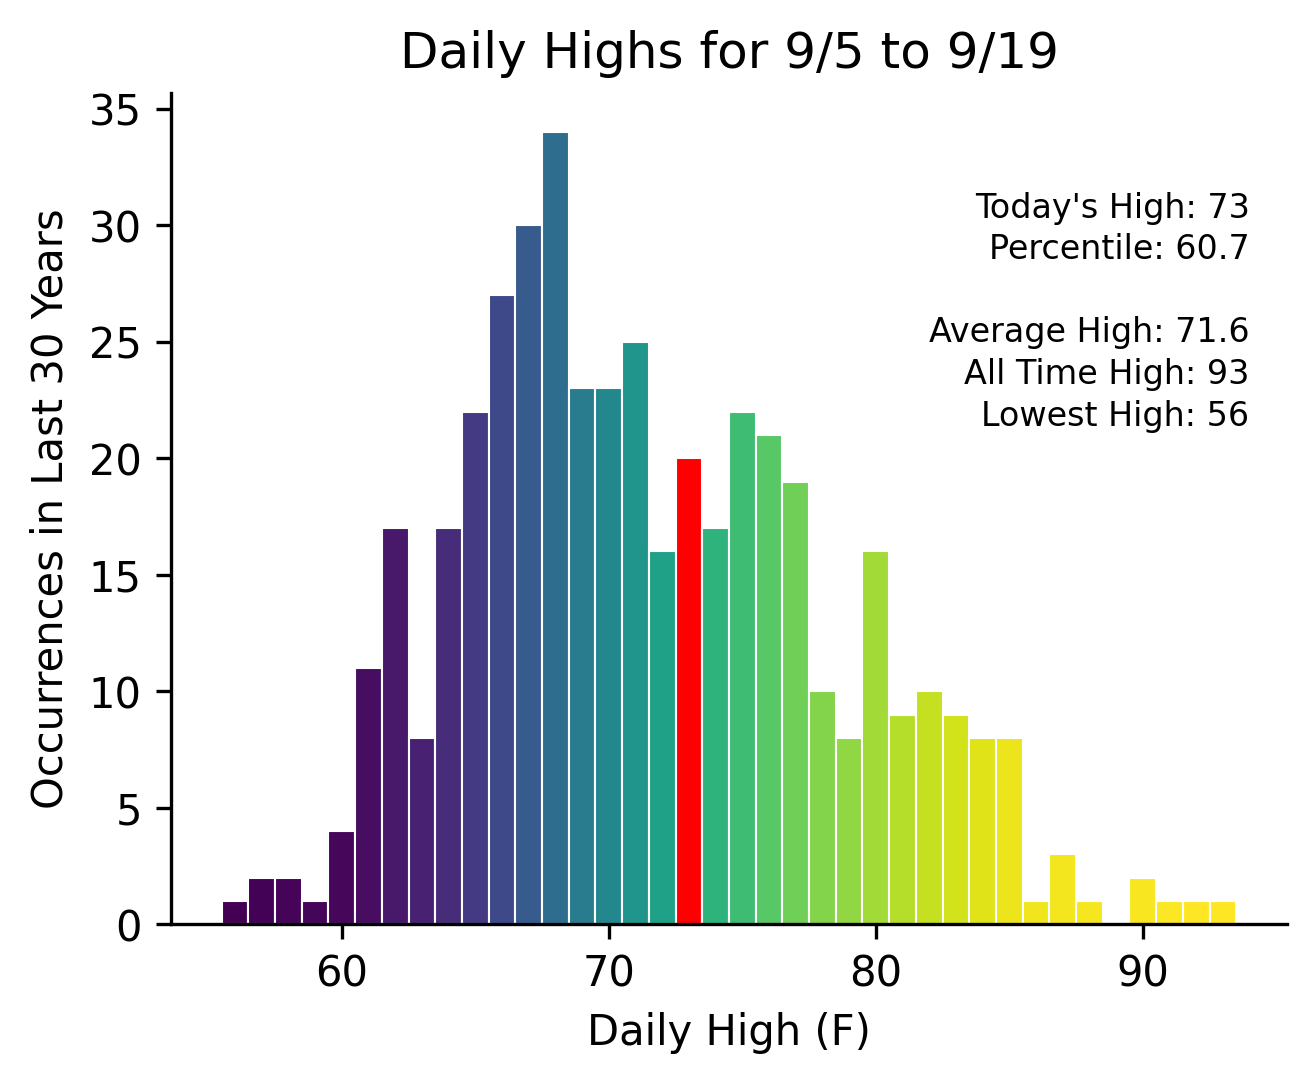 Daily Highs for 9/5 to 9/19
Occurrences in Last 30 Years
35
30
25
20
15
10
5
0
Today's High: 73
Percentile: 60.7
Average High: 71.6
All Time High: 93
Lowest High: 56
60 70 80 90
Daily High (F)